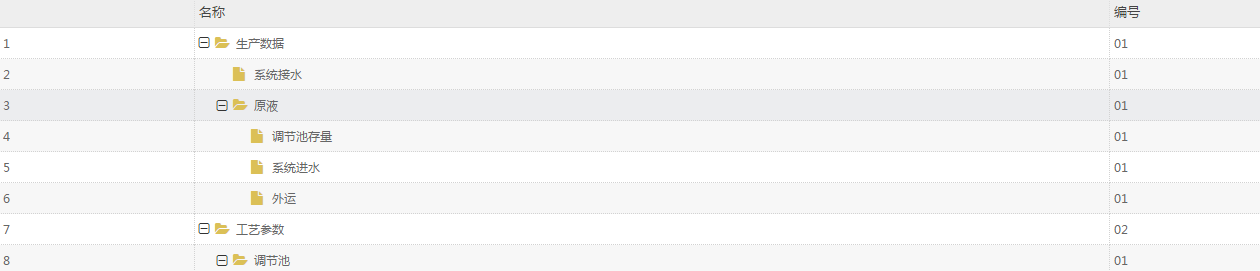 名称 编号
1 生产数据 01
2 系统接水 01
3 原液 01
4 调节池存量 01
5 系统进水 01
6 外运 01
7 工艺参数 02
8 调节池 01